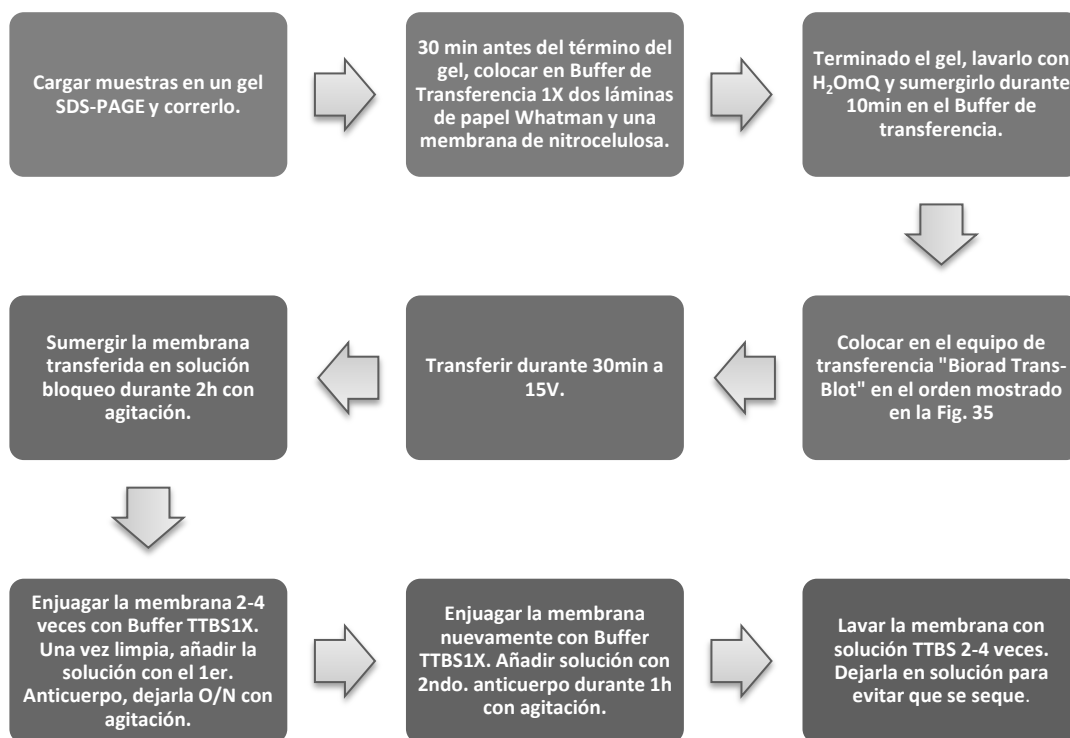 Cargar muestras en un gel
SDS-PAGE y correrlo.
30 min antes del término del
gel, colocar en Buffer de
Transferencia 1X dos láminas
de papel Whatman y una
membrana de nitrocelulosa.
Terminado el gel, lavarlo con
H₂OmQ y sumergirlo durante
10min en el Buffer de
transferencia.
Colocar en el equipo de
transferencia "Biorad Trans-
Blot" en el orden mostrado
en la Fig. 35
Transferir durante 30min a
15V.
Sumergir la membrana
transferida en solución
bloqueo durante 2h con
agitación.
Enjuagar la membrana 2-4
veces con Buffer TTBS1X.
Una vez limpia, añadir la
solución con el 1er.
Anticuerpo, dejarla O/N con
agitación.
Enjuagar la membrana
nuevamente con Buffer
TTBS1X. Añadir solución con
2ndo. anticuerpo durante 1h
con agitación.
Lavar la membrana con
solución TTBS 2-4 veces.
Dejarla en solución para
evitar que se seque.